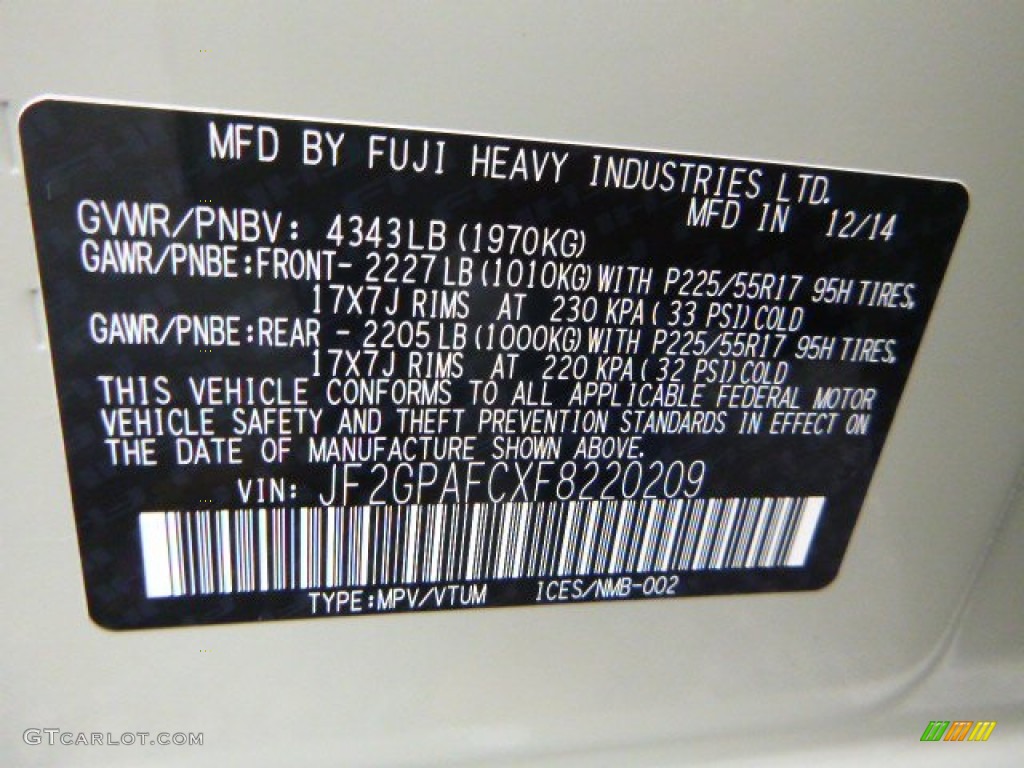 MFD BY FUJI HEAVY INDUSTRIES LTD.
MFD IN 12/14
GVWR/PNBV: 4343LB (1970KG)
GAWR/PNBE:FRONT- 2227LB (1010KG) WITH P225/55R17 95H TIRES,
17X7J RIMS AT 230 KPA ( 33 PSI) COLD
GAWR/PNBE:REAR - 2205LB (1000KG) WITH P225/55R17 95H TIRES,
17X7J RIMS AT 220 KPA ( 32 PSI) COLD
THIS VEHICLE CONFORMS TO ALL APPLICABLE FEDERAL MOTOR
VEHICLE SAFETY AND THEFT PREVENTION STANDARDS IN EFFECT ON
THE DATE OF MANUFACTURE SHOWN ABOVE.
VIN: JF2GPAFCXF8220209
TYPE:MPV/VTUM ICES/NMB-002
GTCARLOT.COM